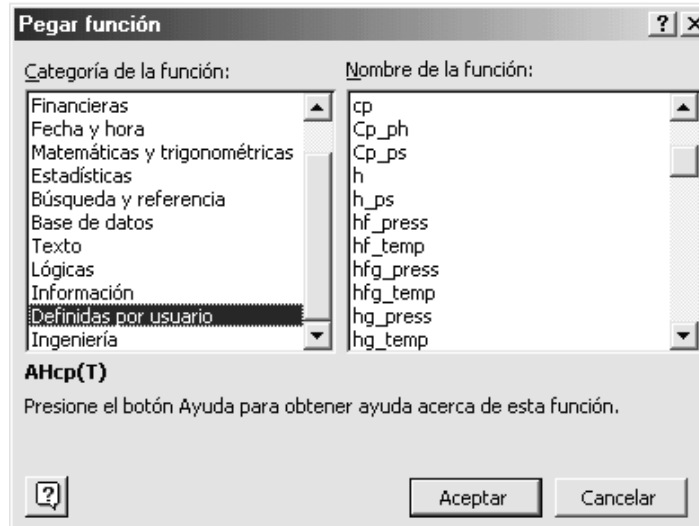 Pegar función
Categoría de la función:
Financieras
Fecha y hora
Matemáticas y trigonométricas
Estadísticas
Búsqueda y referencia
Base de datos
Texto
Lógicas
Información
Definidas por usuario
Ingeniería
Nombre de la función:
cp
Cp_ph
Cp_ps
h
h_ps
hf_press
hf_temp
hfg_press
hfg_temp
hg_press
hg_temp
AHcp(T)
Presione el botón Ayuda para obtener ayuda acerca de esta función.
Aceptar
Cancelar